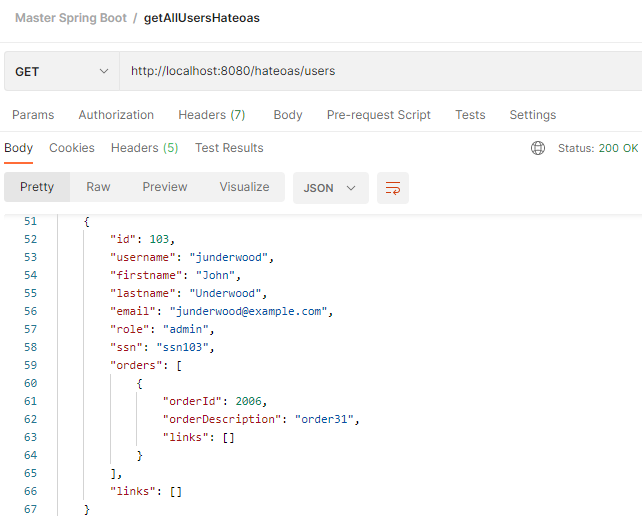 Master Spring Boot / getAllUsersHateoas
GET http://localhost:8080/hateoas/users
Params Authorization Headers (7) Body Pre-request Script Tests Settings
Body Cookies Headers (5) Test Results Status: 200 OK
Pretty Raw Preview Visualize JSON
51 {
52 "id": 103,
53 "username": "junderwood",
54 "firstname": "John",
55 "lastname": "Underwood",
56 "email": "junderwood@example.com",
57 "role": "admin",
58 "ssn": "ssn103",
59 "orders": [
60 {
61 "orderId": 2006,
62 "orderDescription": "order31",
63 "links": []
64 }
65 ],
66 "links": []
67 }